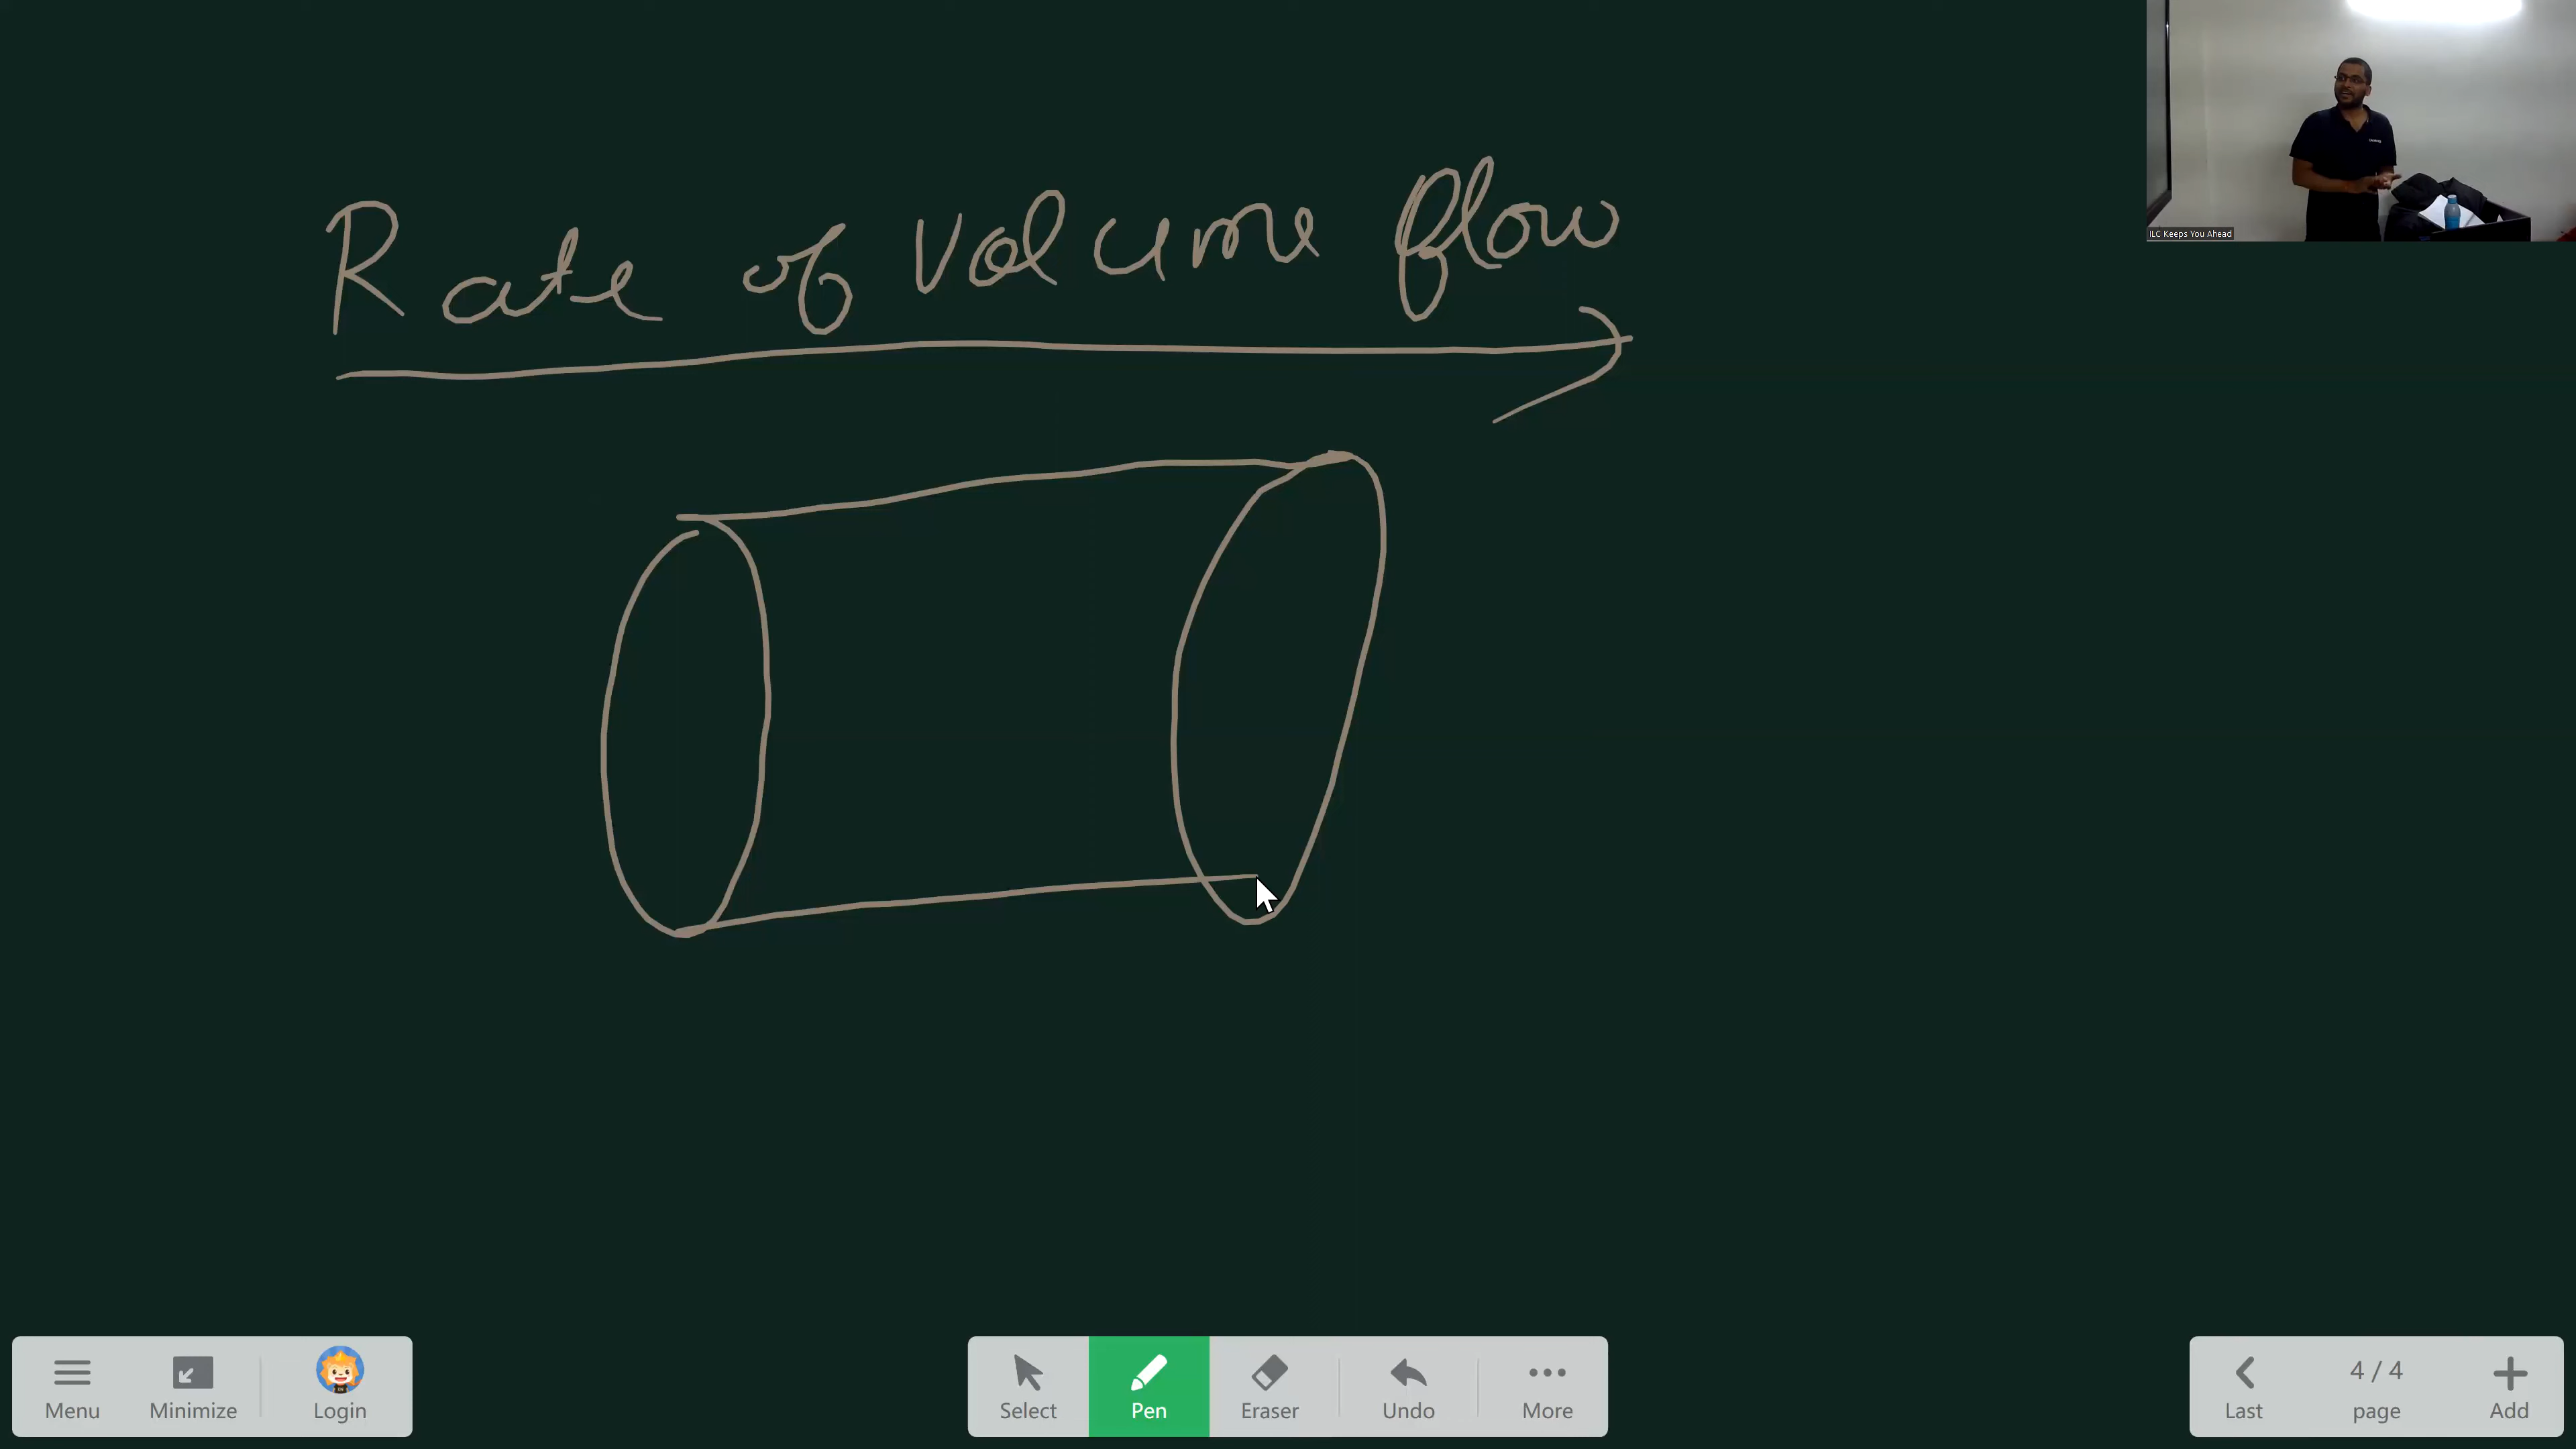 Rate of Volume flow
ILC Keeps You Ahead
Menu
Minimize
Login
Select
Pen
Eraser
Undo
More
Last
4 / 4
page
Add